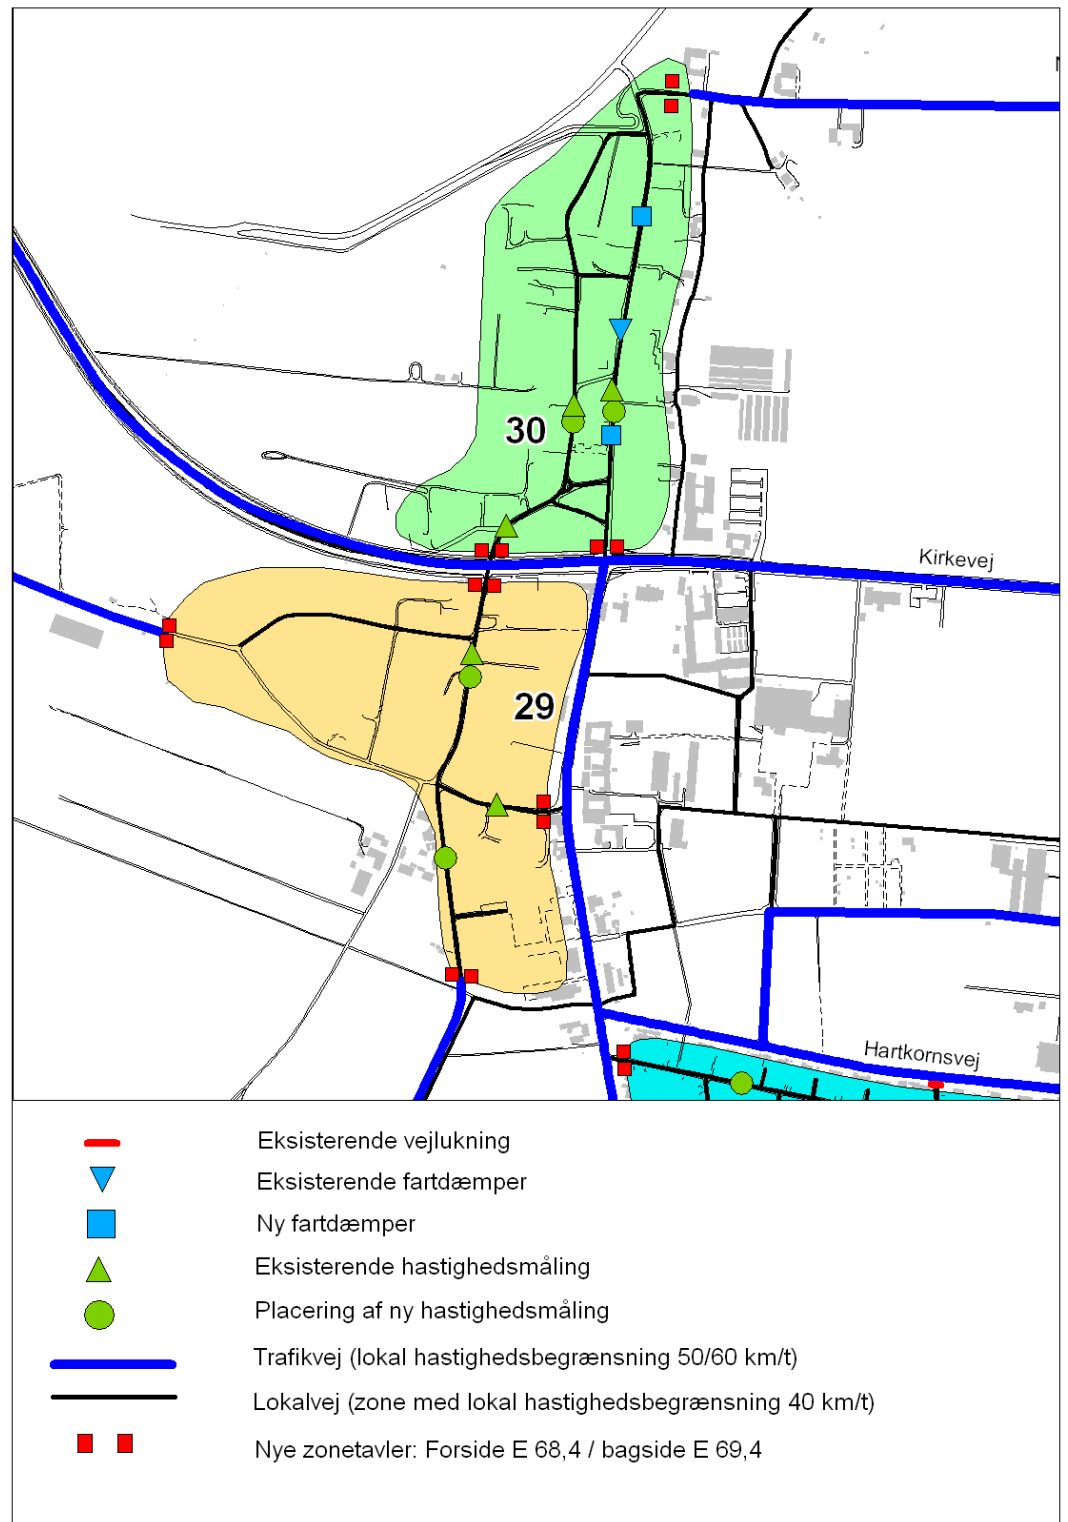 30
Kirkevej
29
Hartkornsvej
Eksisterende vejlukning
Eksisterende fartdæmper
Ny fartdæmper
Eksisterende hastighedsmåling
Placering af ny hastighedsmåling
Trafikvej (lokal hastighedsbegrænsning 50/60 km/t)
Lokalvej (zone med lokal hastighedsbegrænsning 40 km/t)
Nye zonetavler: Forside E 68,4 / bagside E 69,4